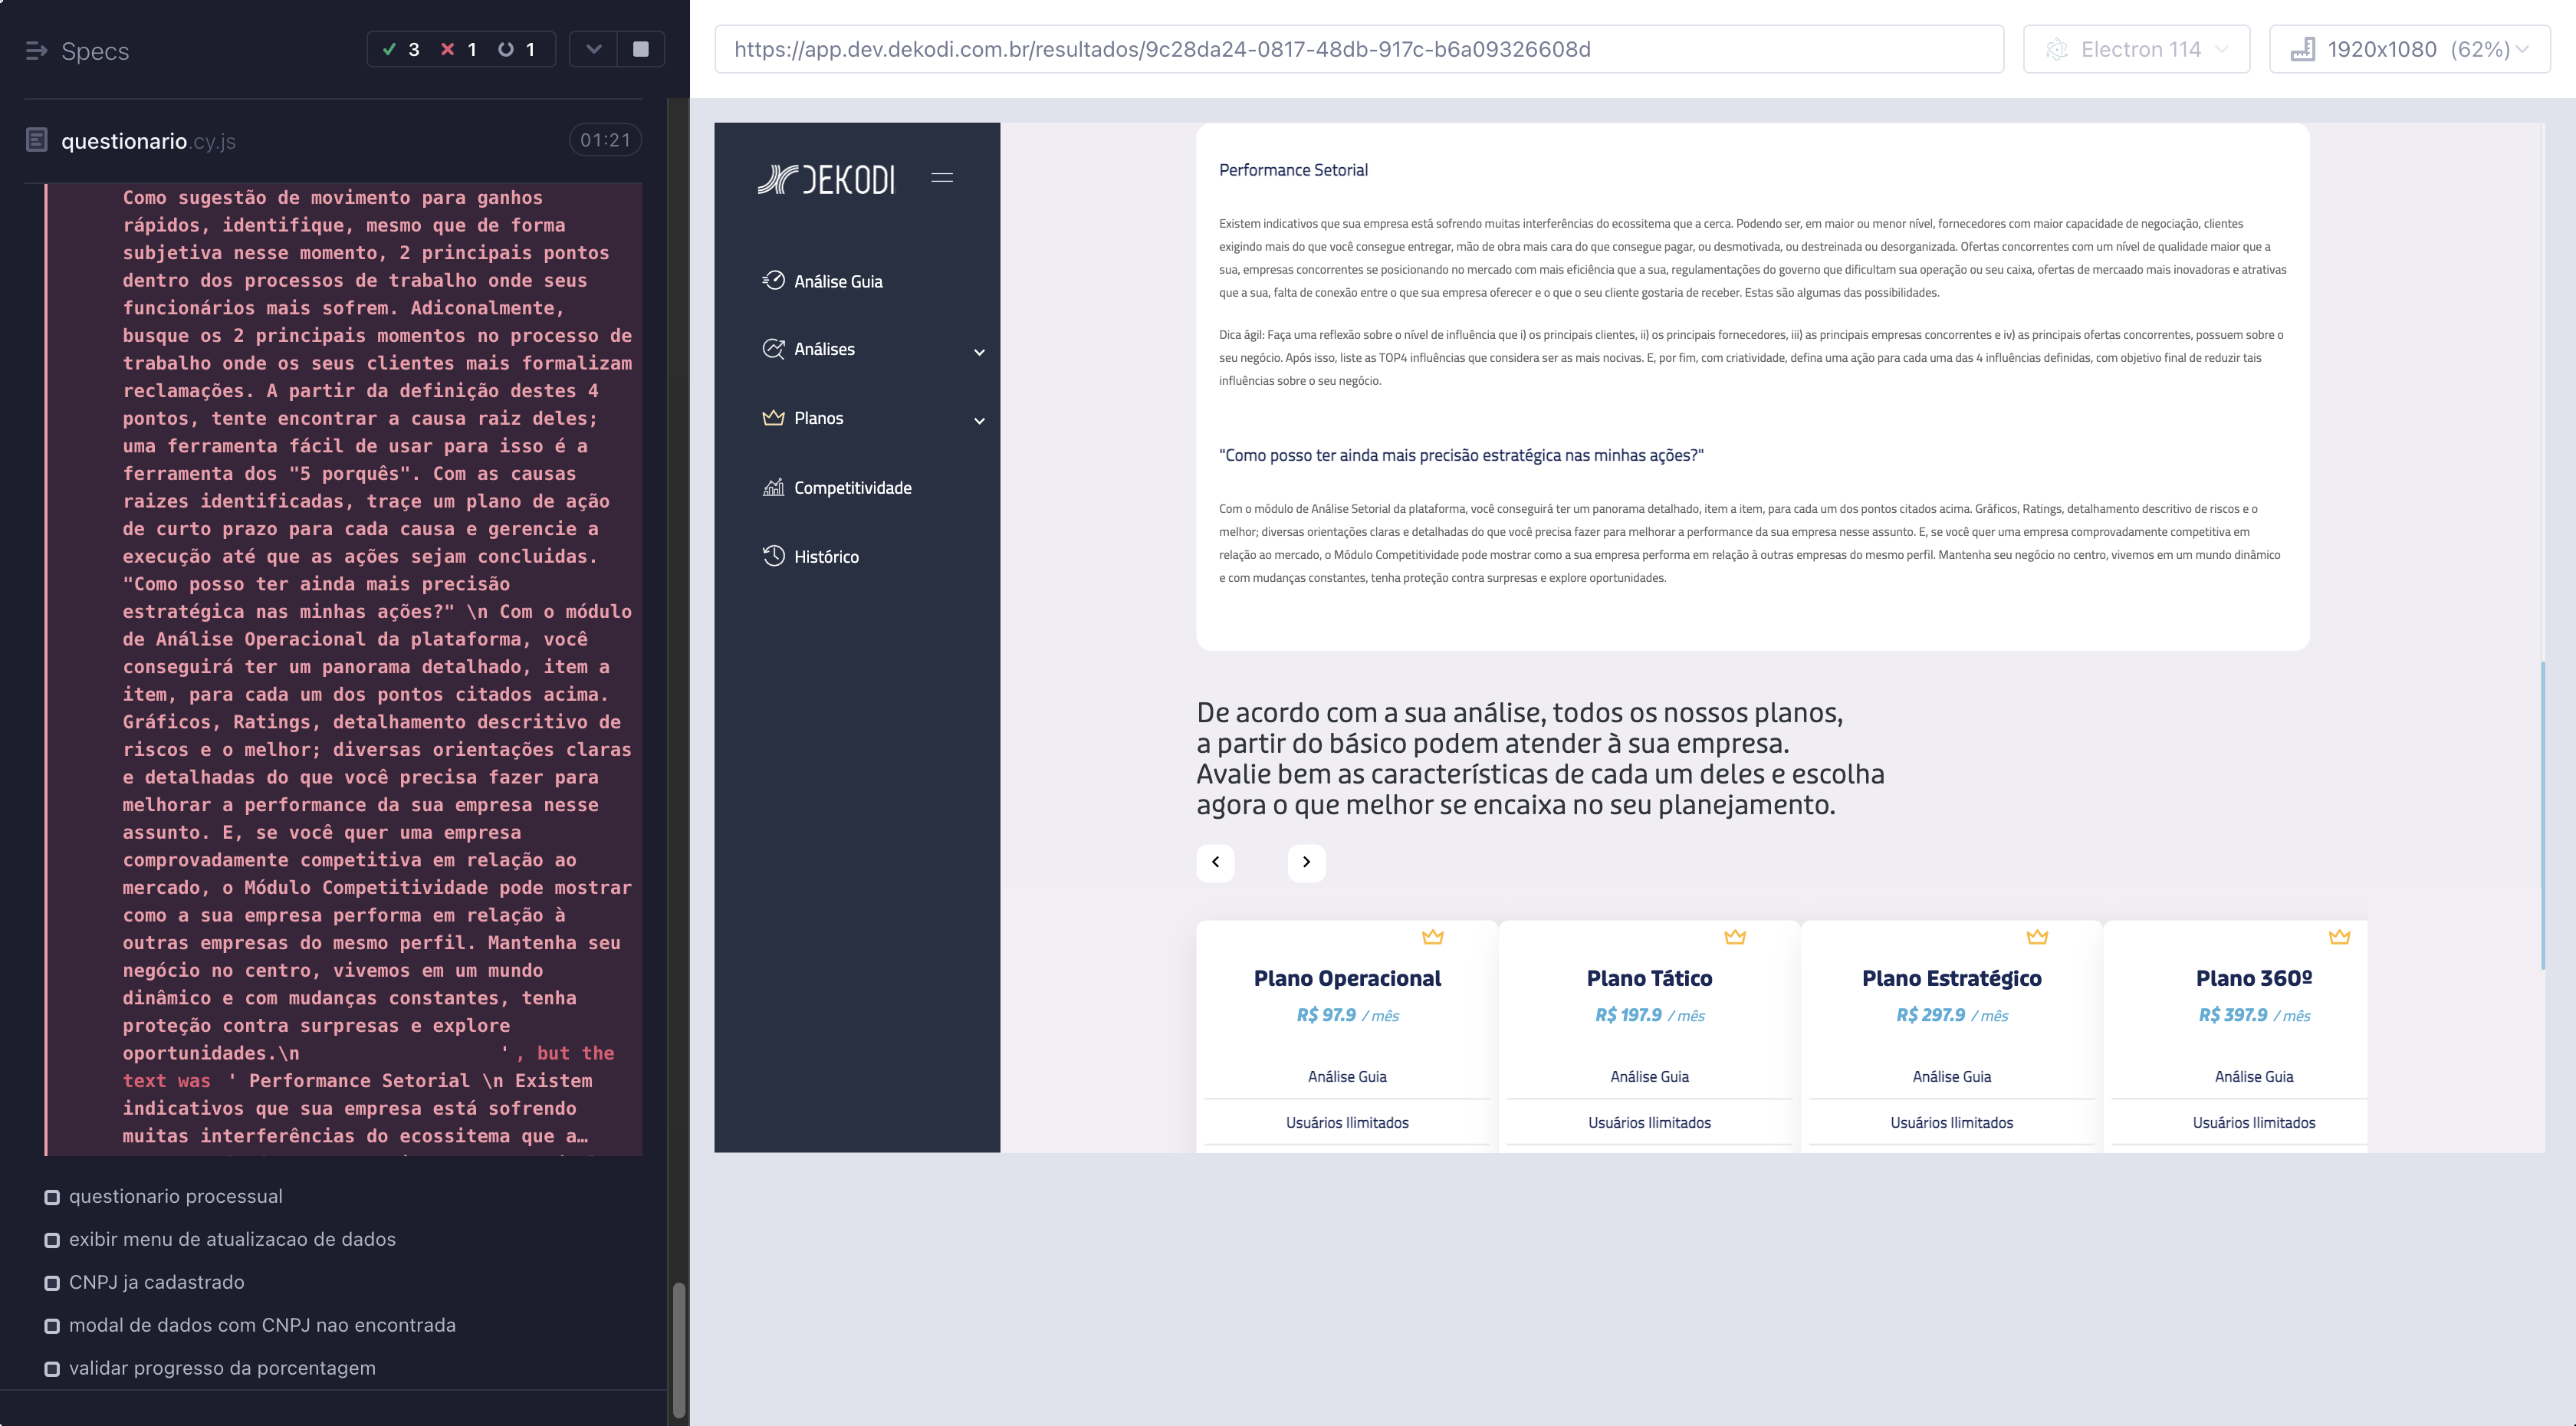 Specs
3 1 1
questionario.cy.js
01:21
Como sugestão de movimento para ganhos
rápidos, identifique, mesmo que de forma
subjetiva nesse momento, 2 principais pontos
dentro dos processos de trabalho onde seus
funcionários mais sofrem. Adiconalmente,
busque os 2 principais momentos no processo de
trabalho onde os seus clientes mais formalizam
reclamações. A partir da definição destes 4
pontos, tente encontrar a causa raiz deles;
uma ferramenta fácil de usar para isso é a
ferramenta dos "5 porquês". Com as causas
raizes identificadas, traçe um plano de ação
de curto prazo para cada causa e gerencie a
execução até que as ações sejam concluidas.
"Como posso ter ainda mais precisão
estratégica nas minhas ações?" \n Com o módulo
de Análise Operacional da plataforma, você
conseguirá ter um panorama detalhado, item a
item, para cada um dos pontos citados acima.
Gráficos, Ratings, detalhamento descritivo de
riscos e o melhor; diversas orientações claras
e detalhadas do que você precisa fazer para
melhorar a performance da sua empresa nesse
assunto. E, se você quer uma empresa
comprovadamente competitiva em relação ao
mercado, o Módulo Competitividade pode mostrar
como a sua empresa performa em relação à
outras empresas do mesmo perfil. Mantenha seu
negócio no centro, vivemos em um mundo
dinâmico e com mudanças constantes, tenha
proteção contra surpresas e explore
oportunidades.\n ', but the
text was ' Performance Setorial \n Existem
indicativos que sua empresa está sofrendo
muitas interferências do ecossitema que a…
questionario processual
exibir menu de atualizacao de dados
CNPJ ja cadastrado
modal de dados com CNPJ nao encontrada
validar progresso da porcentagem
https://app.dev.dekodi.com.br/resultados/9c28da24-0817-48db-917c-b6a09326608d
Electron 114
1920x1080 (62%)
DEKODI
Análise Guia
Análises
Planos
Competitividade
Histórico
Performance Setorial
Existem indicativos que sua empresa está sofrendo muitas interferências do ecossitema que a cerca. Podendo ser, em maior ou menor nível, fornecedores com maior capacidade de negociação, clientes
exigindo mais do que você consegue entregar, mão de obra mais cara do que consegue pagar, ou desmotivada, ou destreinada ou desorganizada. Ofertas concorrentes com um nível de qualidade maior que a
sua, empresas concorrentes se posicionando no mercado com mais eficiência que a sua, regulamentações do governo que dificultam sua operação ou seu caixa, ofertas de mercaado mais inovadoras e atrativas
que a sua, falta de conexão entre o que sua empresa oferecer e o que o seu cliente gostaria de receber. Estas são algumas das possibilidades.
Dica ágil: Faça uma reflexão sobre o nível de influência que i) os principais clientes, ii) os principais fornecedores, iii) as principais empresas concorrentes e iv) as principais ofertas concorrentes, possuem sobre o
seu negócio. Após isso, liste as TOP4 influências que considera ser as mais nocivas. E, por fim, com criatividade, defina uma ação para cada uma das 4 influências definidas, com objetivo final de reduzir tais
influências sobre o seu negócio.
"Como posso ter ainda mais precisão estratégica nas minhas ações?"
Com o módulo de Análise Setorial da plataforma, você conseguirá ter um panorama detalhado, item a item, para cada um dos pontos citados acima. Gráficos, Ratings, detalhamento descritivo de riscos e o
melhor; diversas orientações claras e detalhadas do que você precisa fazer para melhorar a performance da sua empresa nesse assunto. E, se você quer uma empresa comprovadamente competitiva em
relação ao mercado, o Módulo Competitividade pode mostrar como a sua empresa performa em relação à outras empresas do mesmo perfil. Mantenha seu negócio no centro, vivemos em um mundo dinâmico
e com mudanças constantes, tenha proteção contra surpresas e explore oportunidades.
De acordo com a sua análise, todos os nossos planos,
a partir do básico podem atender à sua empresa.
Avalie bem as características de cada um deles e escolha
agora o que melhor se encaixa no seu planejamento.
Plano Operacional
R$ 97.9 / mês
Análise Guia
Usuários Ilimitados
Plano Tático
R$ 197.9 / mês
Análise Guia
Usuários Ilimitados
Plano Estratégico
R$ 297.9 / mês
Análise Guia
Usuários Ilimitados
Plano 360º
R$ 397.9 / mês
Análise Guia
Usuários Ilimitados